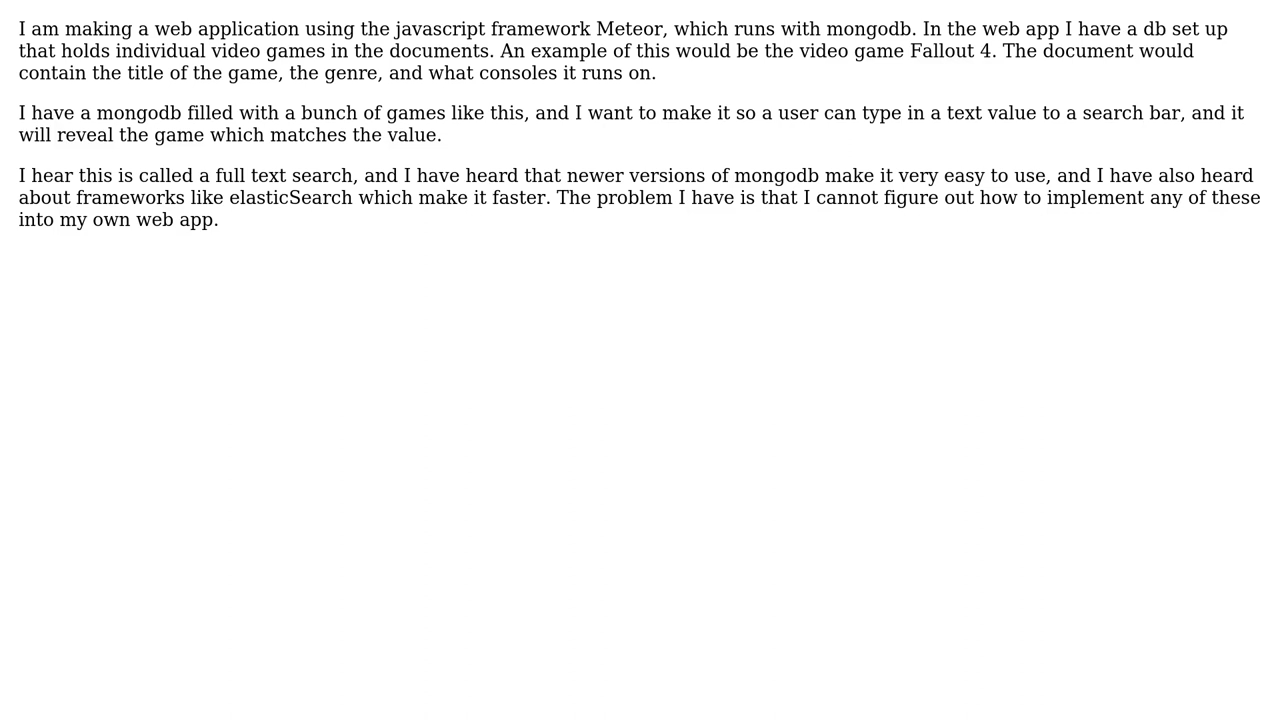 I am making a web application using the javascript framework Meteor, which runs with mongodb. In the web app I have a db set up
that holds individual video games in the documents. An example of this would be the video game Fallout 4. The document would
contain the title of the game, the genre, and what consoles it runs on.
I have a mongodb filled with a bunch of games like this, and I want to make it so a user can type in a text value to a search bar, and it
will reveal the game which matches the value.
I hear this is called a full text search, and I have heard that newer versions of mongodb make it very easy to use, and I have also heard
about frameworks like elasticSearch which make it faster. The problem I have is that I cannot figure out how to implement any of these
into my own web app.